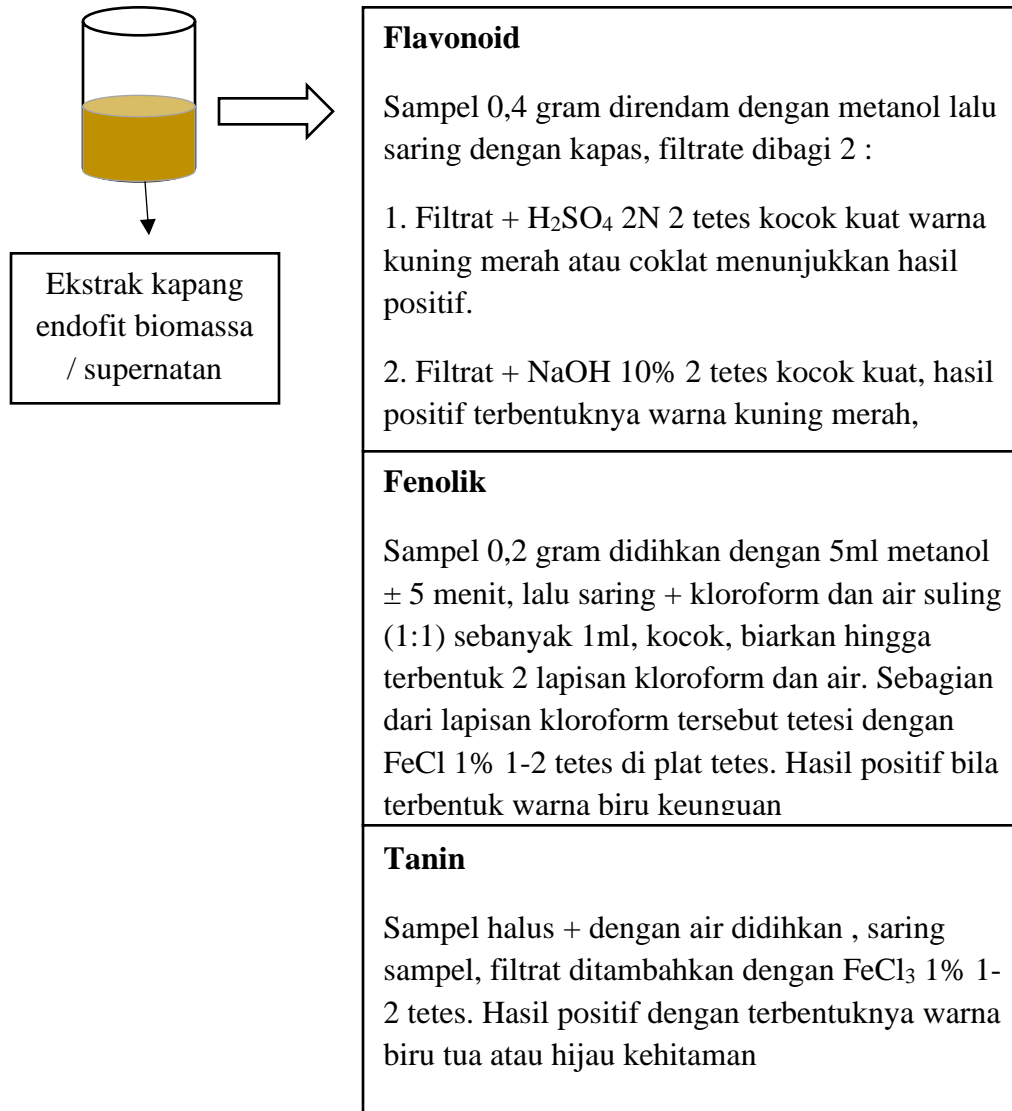 Ekstrak kapang
endofit biomassa
/ supernatan
Flavonoid
Sampel 0,4 gram direndam dengan metanol lalu
saring dengan kapas, filtrate dibagi 2 :
1. Filtrat + H₂SO₄ 2N 2 tetes kocok kuat warna
kuning merah atau coklat menunjukkan hasil
positif.
2. Filtrat + NaOH 10% 2 tetes kocok kuat, hasil
positif terbentuknya warna kuning merah,
Fenolik
Sampel 0,2 gram didihkan dengan 5ml metanol
± 5 menit, lalu saring + kloroform dan air suling
(1:1) sebanyak 1ml, kocok, biarkan hingga
terbentuk 2 lapisan kloroform dan air. Sebagian
dari lapisan kloroform tersebut tetesi dengan
FeCl 1% 1-2 tetes di plat tetes. Hasil positif bila
terbentuk warna biru keunguan
Tanin
Sampel halus + dengan air didihkan , saring
sampel, filtrat ditambahkan dengan FeCl₃ 1% 1-
2 tetes. Hasil positif dengan terbentuknya warna
biru tua atau hijau kehitaman